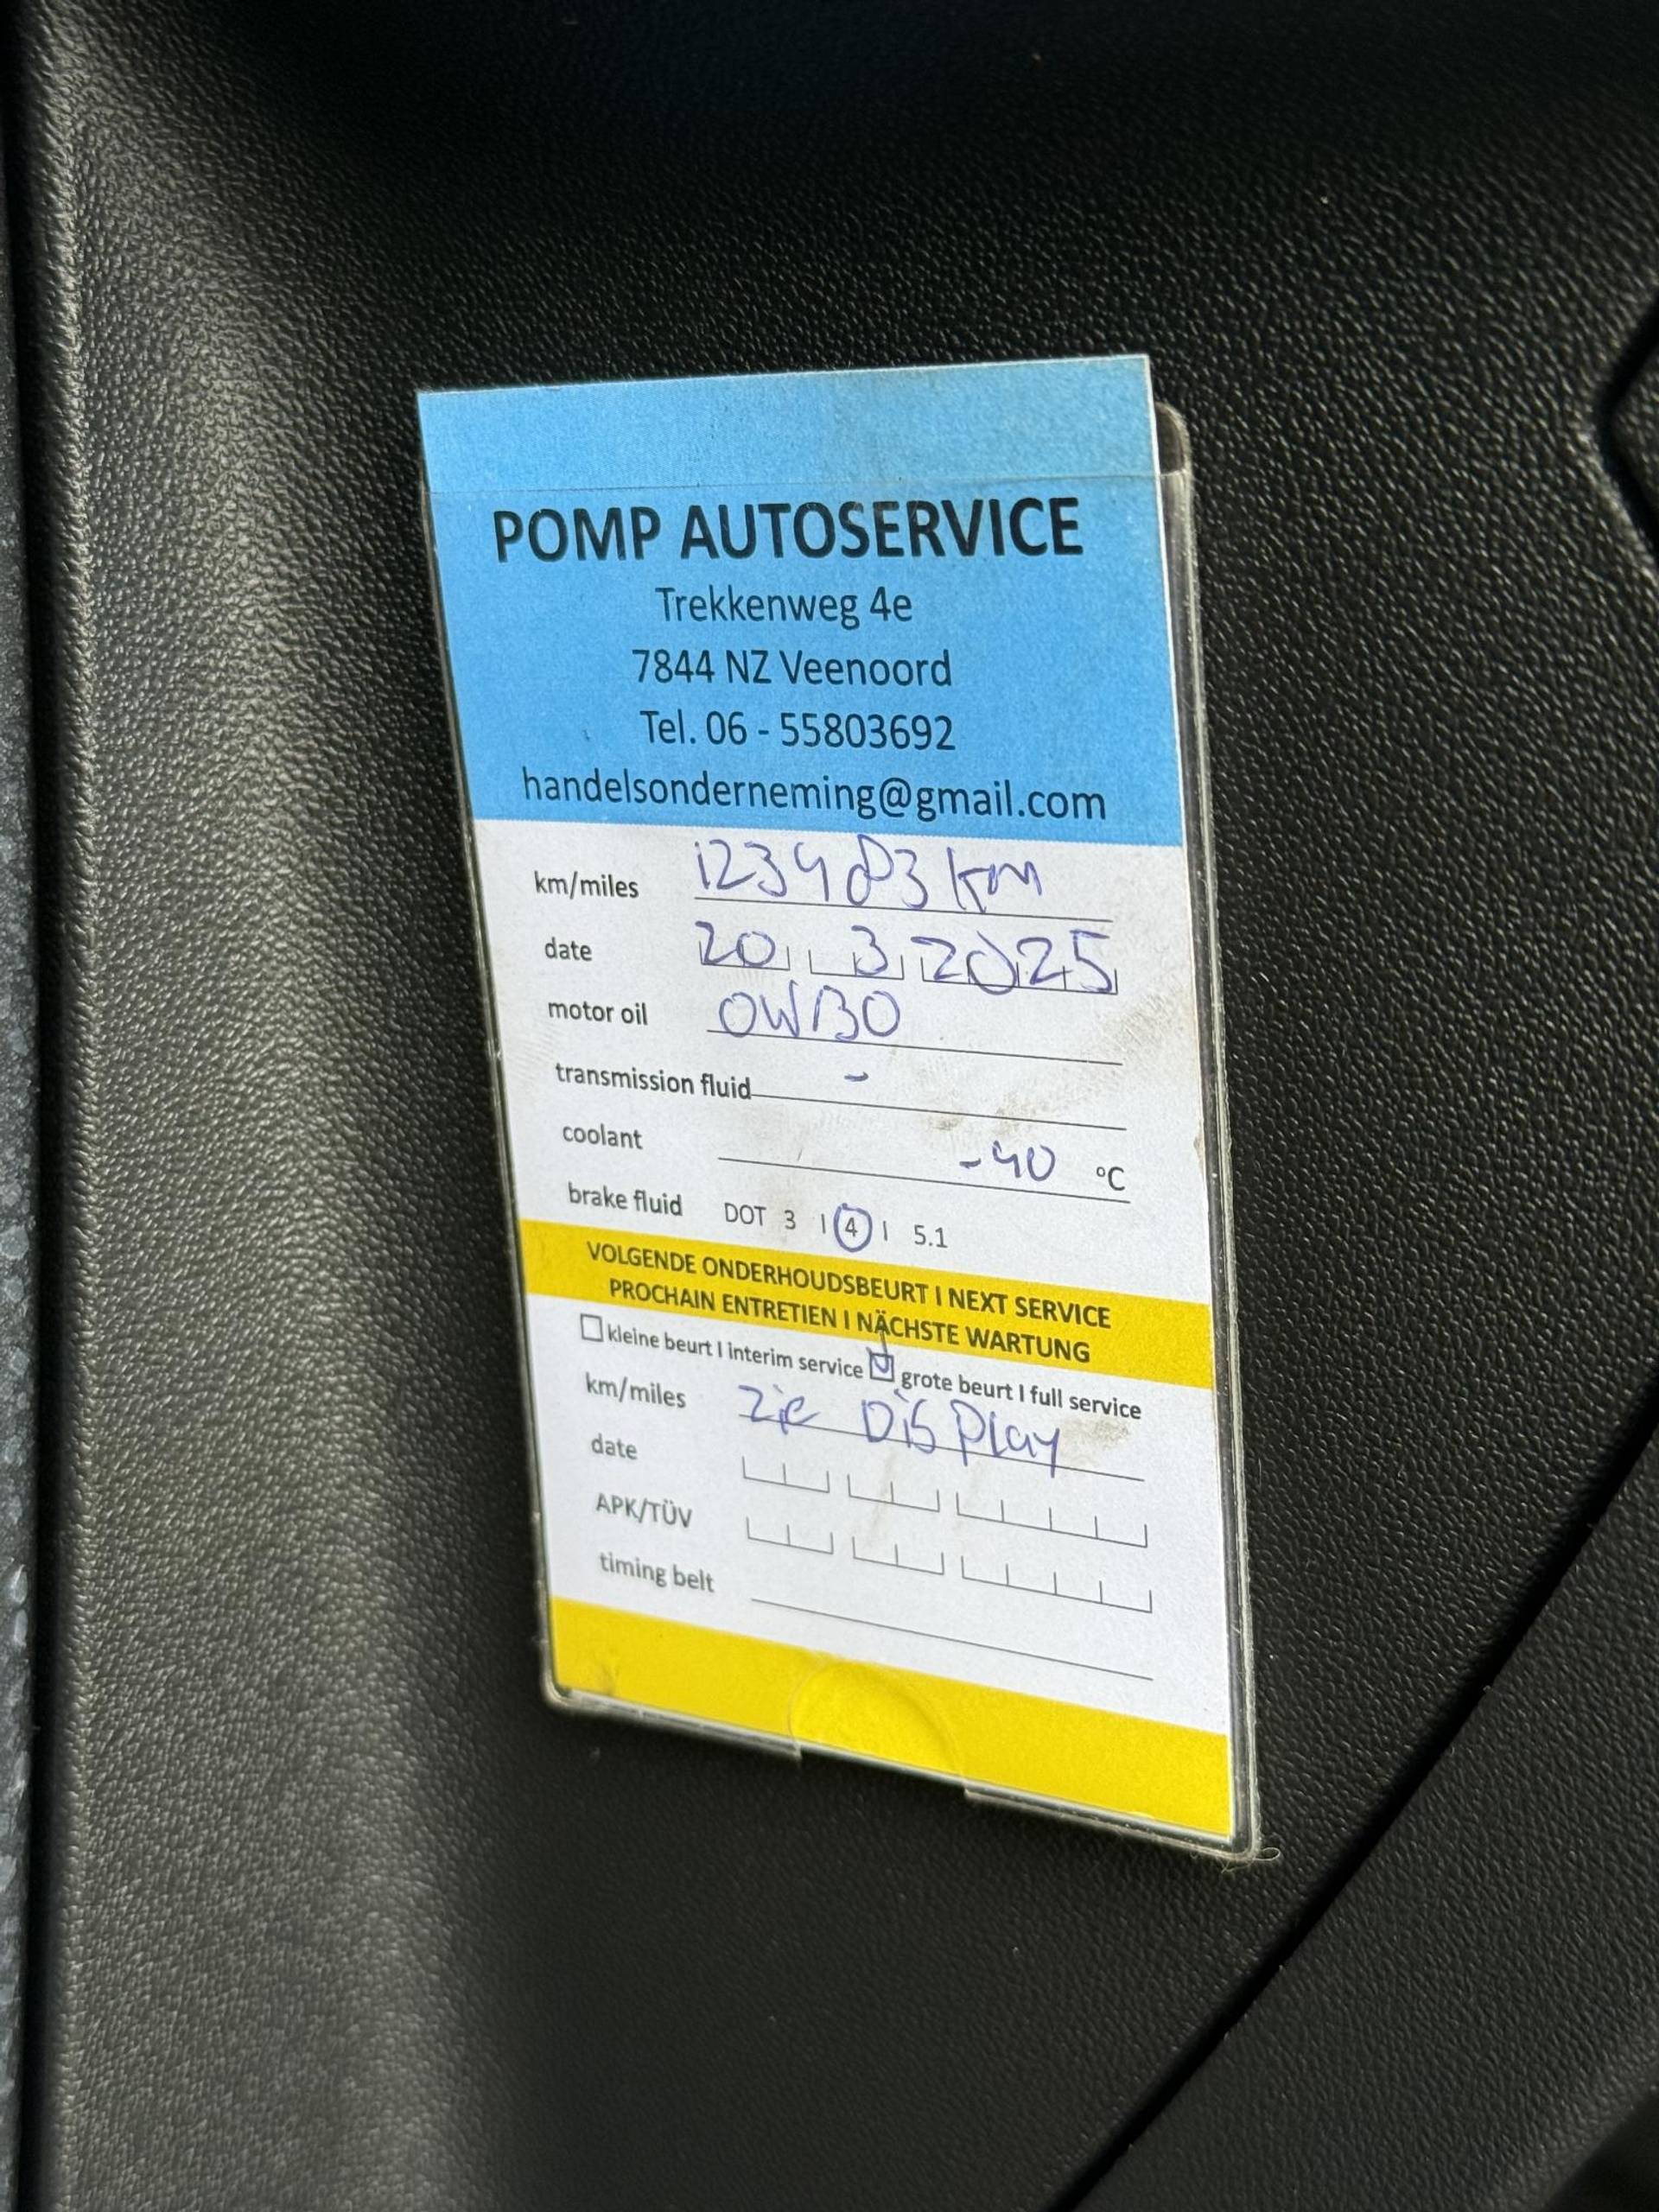 POMP AUTOSERVICE
Trekkenweg 4e
7844 NZ Veenoord
Tel. 06 - 55803692
handelsonderneming@gmail.com
km/miles 123483 km
date 20 3 2025
motor oil 0W30
transmission fluid -
coolant -40 °C
brake fluid DOT 3 I 4 I 5.1
VOLGENDE ONDERHOUDSBEURT I NEXT SERVICE
PROCHAIN ENTRETIEN I NÄCHSTE WARTUNG
kleine beurt I interim service grote beurt I full service
km/miles zie DisPlay
date
APK/TÜV
timing belt